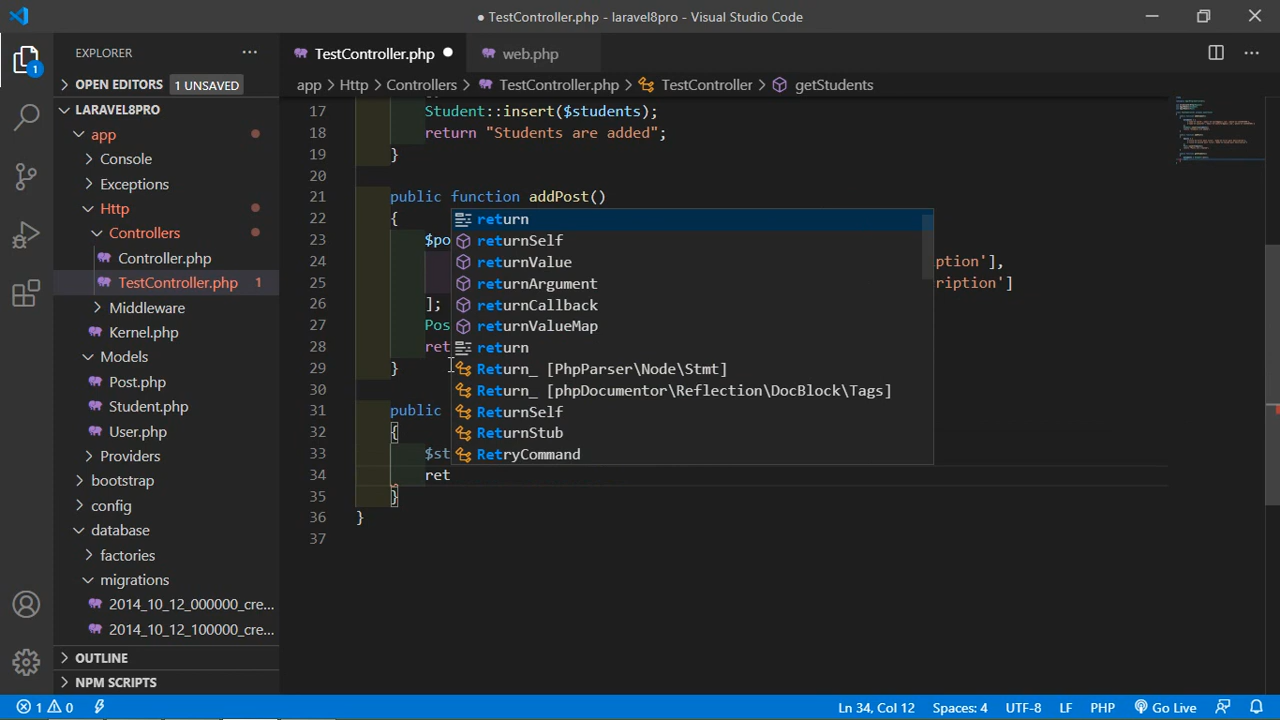 ● TestController.php - laravel8pro - Visual Studio Code
EXPLORER
TestController.php
web.php
OPEN EDITORS 1 UNSAVED
app > Http > Controllers > TestController.php > TestController > getStudents
LARAVEL8PRO
app
Console
Exceptions
Http
Controllers
Controller.php
TestController.php 1
Middleware
Kernel.php
Models
Post.php
Student.php
User.php
Providers
bootstrap
config
database
factories
migrations
2014_10_12_000000_cre...
2014_10_12_100000_cre...
OUTLINE
NPM SCRIPTS
1
17 Student::insert($students);
18 return "Students are added";
19 }
20
21 public function addPost()
22 {
23 $po
24 ption'],
25 ription']
26 ];
27 Pos
28 ret
29 }
30
31 public
32 {
33 $st
34 ret
35 }
36 }
37
return
returnSelf
returnValue
returnArgument
returnCallback
returnValueMap
return
Return_ [PhpParser\Node\Stmt]
Return_ [phpDocumentor\Reflection\DocBlock\Tags]
ReturnSelf
ReturnStub
RetryCommand
1 0
Ln 34, Col 12 Spaces: 4 UTF-8 LF PHP Go Live